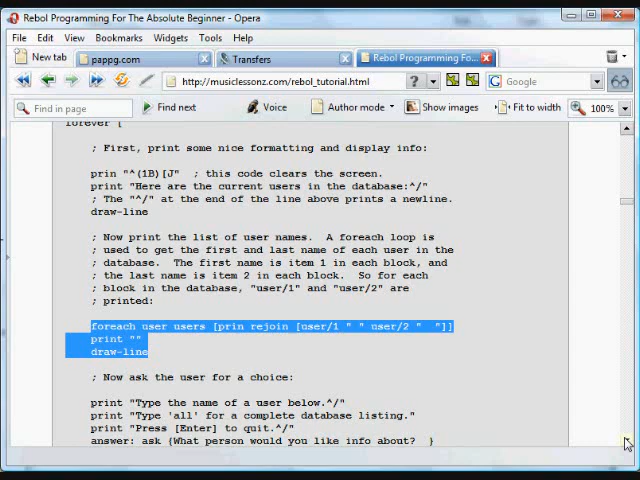 Rebol Programming For The Absolute Beginner - Opera
File Edit View Bookmarks Widgets Tools Help
New tab pappg.com Transfers Rebol Programming Fo...
http://musiclessonz.com/rebol_tutorial.html ? Google
Find in page Find next Voice Author mode Show images Fit to width 100%
forever [
; First, print some nice formatting and display info:
prin "^(1B)[J" ; this code clears the screen.
print "Here are the current users in the database:^/"
; The "^/" at the end of the line above prints a newline.
draw-line
; Now print the list of user names. A foreach loop is
; used to get the first and last name of each user in the
; database. The first name is item 1 in each block, and
; the last name is item 2 in each block. So for each
; block in the database, "user/1" and "user/2" are
; printed:
foreach user users [prin rejoin [user/1 " " user/2 "  "]]
print ""
draw-line
; Now ask the user for a choice:
print "Type the name of a user below.^/"
print "Type 'all' for a complete database listing."
print "Press [Enter] to quit.^/"
answer: ask {What person would you like info about?  }